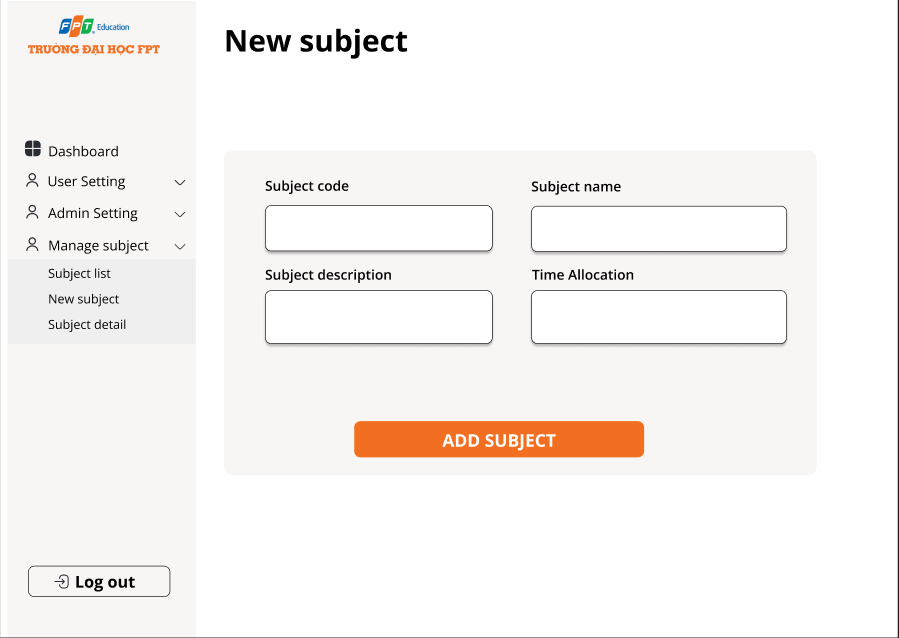 FPT Education
TRƯỜNG ĐẠI HỌC FPT
Dashboard
User Setting
Admin Setting
Manage subject
Subject list
New subject
Subject detail
Log out
New subject
Subject code
Subject name
Subject description
Time Allocation
ADD SUBJECT